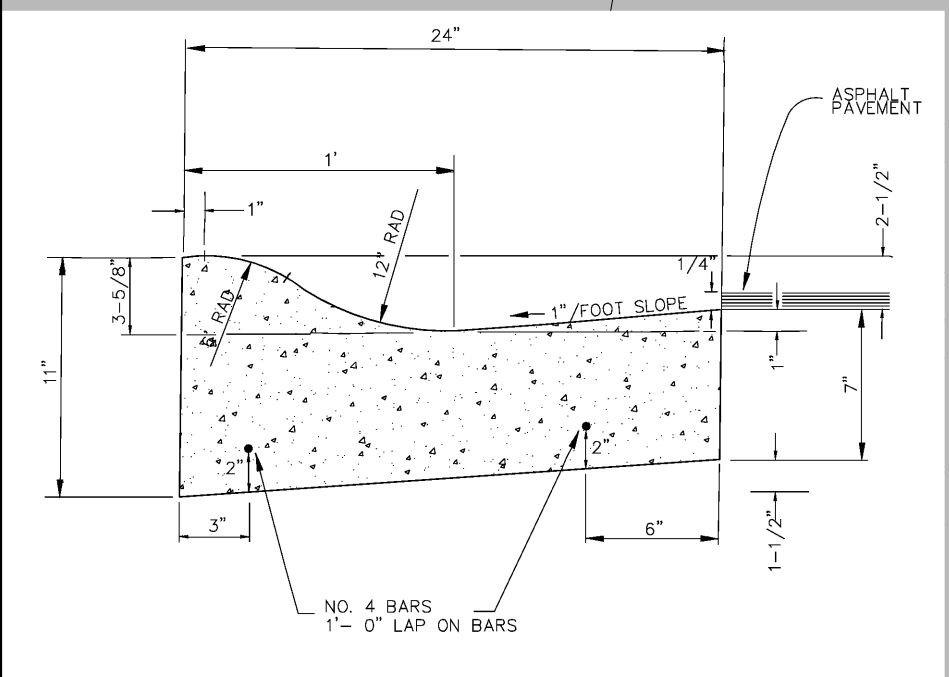 24"
ASPHALT
PAVEMENT
1'
2-1/2"
1"
12" RAD
1/4"
3-5/8"
1"/FOOT SLOPE
RAD
11"
1"
7"
2"
2"
3"
6"
1-1/2"
NO. 4 BARS
1'- 0" LAP ON BARS